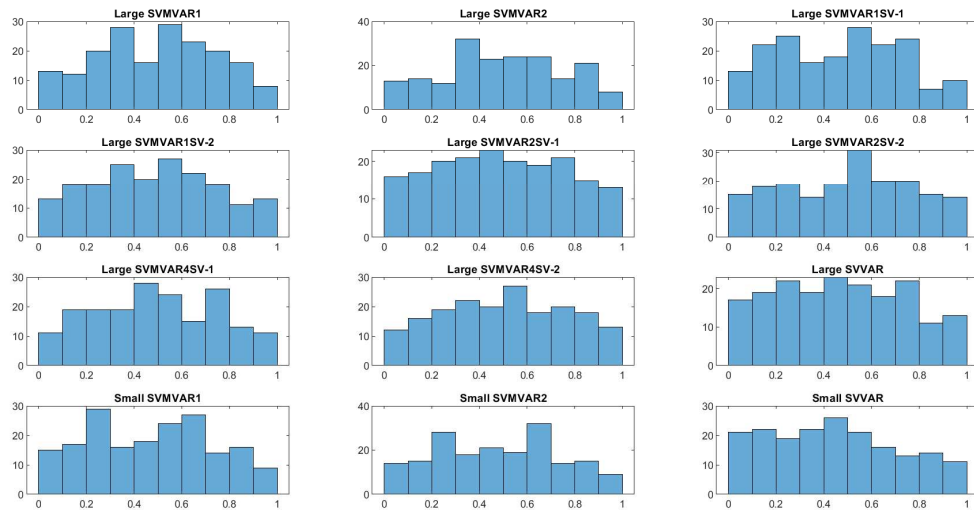 Large SVMVAR1
30
20
10
0
0 0.2 0.4 0.6 0.8 1
Large SVMVAR2
40
20
0
0 0.2 0.4 0.6 0.8 1
Large SVMVAR1SV-1
30
20
10
0
0 0.2 0.4 0.6 0.8 1
Large SVMVAR1SV-2
30
20
10
0
0 0.2 0.4 0.6 0.8 1
Large SVMVAR2SV-1
20
10
0
0 0.2 0.4 0.6 0.8 1
Large SVMVAR2SV-2
30
20
10
0
0 0.2 0.4 0.6 0.8 1
Large SVMVAR4SV-1
30
20
10
0
0 0.2 0.4 0.6 0.8 1
Large SVMVAR4SV-2
30
20
10
0
0 0.2 0.4 0.6 0.8 1
Large SVVAR
20
10
0
0 0.2 0.4 0.6 0.8 1
Small SVMVAR1
30
20
10
0
0 0.2 0.4 0.6 0.8 1
Small SVMVAR2
40
20
0
0 0.2 0.4 0.6 0.8 1
Small SVVAR
30
20
10
0
0 0.2 0.4 0.6 0.8 1